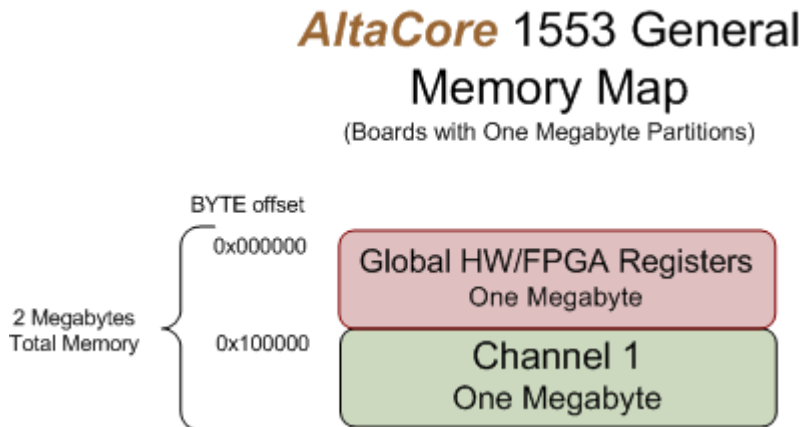 AltaCore 1553 General
Memory Map
(Boards with One Megabyte Partitions)
BYTE offset
0x000000
Global HW/FPGA Registers
One Megabyte
2 Megabytes
Total Memory
0x100000
Channel 1
One Megabyte